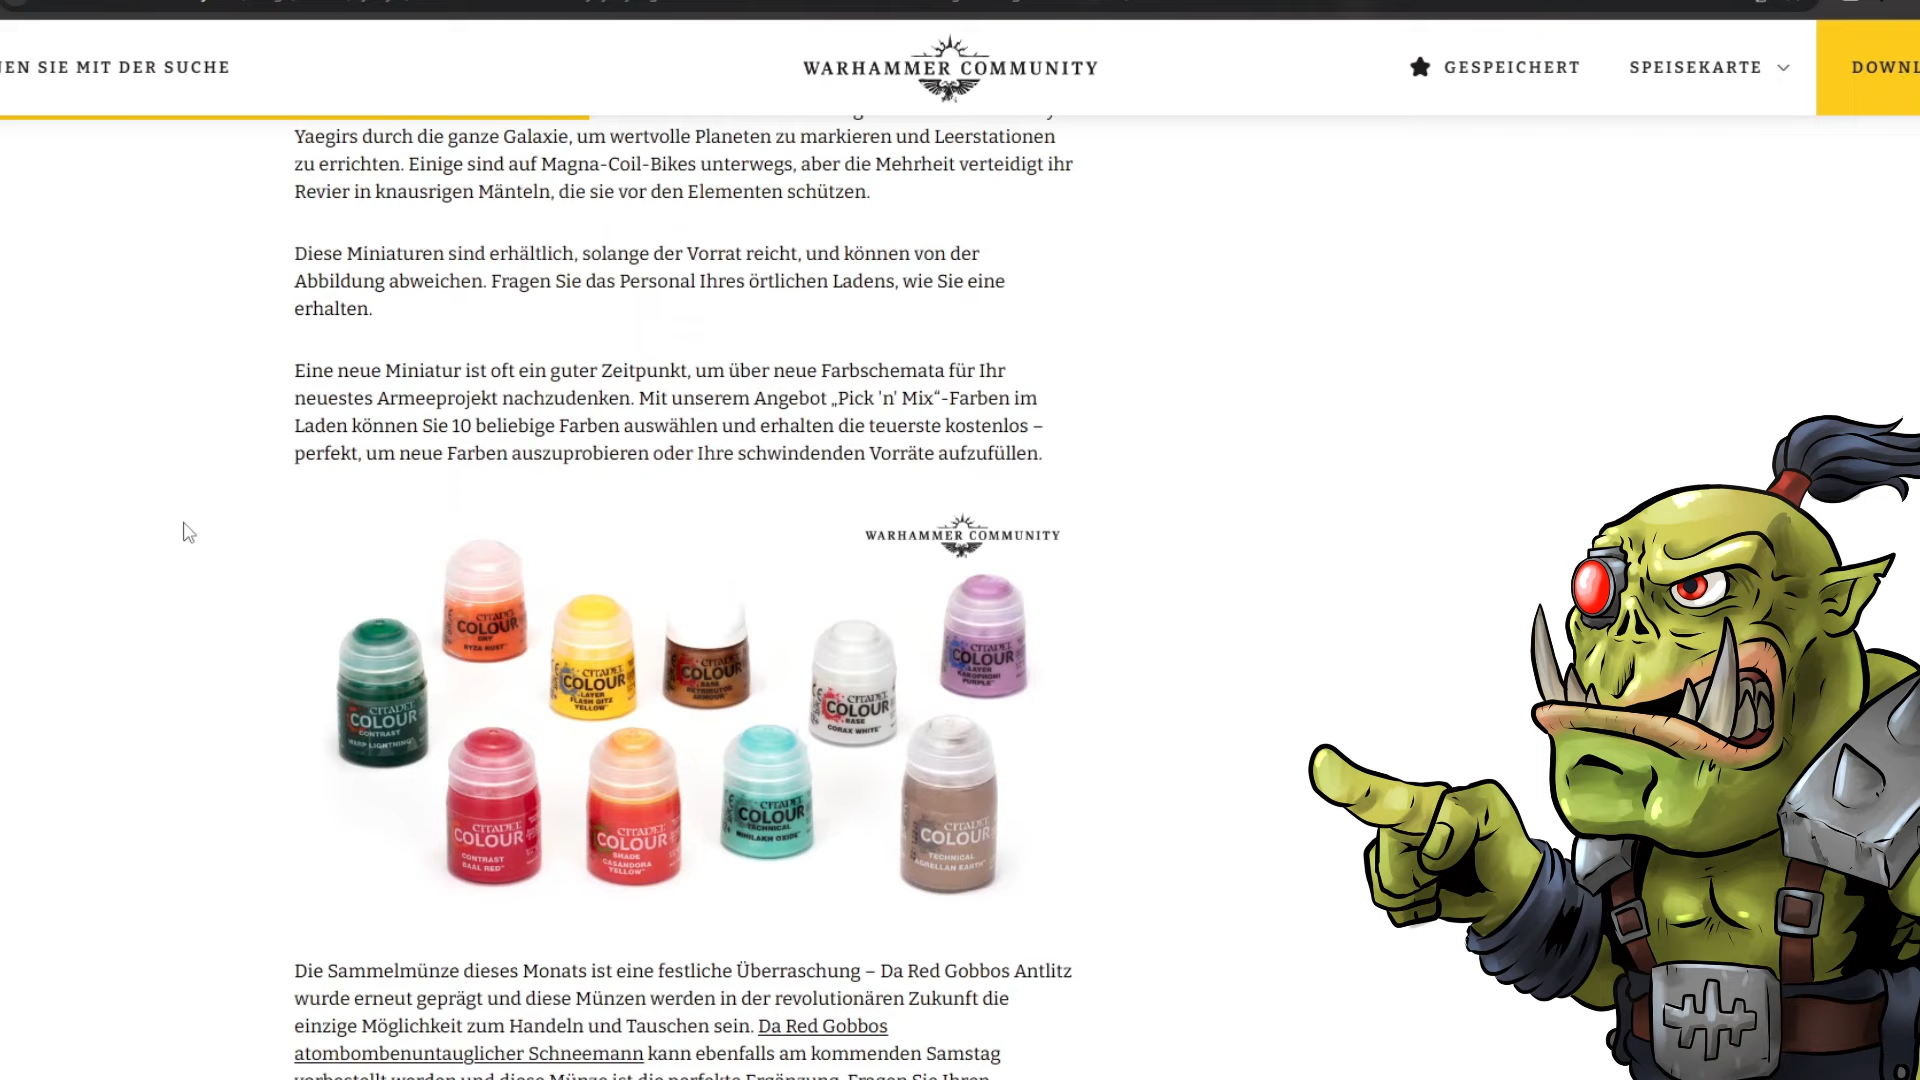 NEN SIE MIT DER SUCHE
WARHAMMER COMMUNITY
GESPEICHERT
SPEISEKARTE
DOWNL
Yaegirs durch die ganze Galaxie, um wertvolle Planeten zu markieren und Leerstationen
zu errichten. Einige sind auf Magna-Coil-Bikes unterwegs, aber die Mehrheit verteidigt ihr
Revier in knausrigen Mänteln, die sie vor den Elementen schützen.
Diese Miniaturen sind erhältlich, solange der Vorrat reicht, und können von der
Abbildung abweichen. Fragen Sie das Personal Ihres örtlichen Ladens, wie Sie eine
erhalten.
Eine neue Miniatur ist oft ein guter Zeitpunkt, um über neue Farbschemata für Ihr
neuestes Armeeprojekt nachzudenken. Mit unserem Angebot „Pick 'n' Mix“-Farben im
Laden können Sie 10 beliebige Farben auswählen und erhalten die teuerste kostenlos –
perfekt, um neue Farben auszuprobieren oder Ihre schwindenden Vorräte aufzufüllen.
WARHAMMER COMMUNITY
CITADEL
COLOUR
DRY
RYZA RUST
CITADEL
COLOUR
LAYER
FLASH GITZ
YELLOW
CITADEL
COLOUR
BASE
RETRIBUTOR
ARMOUR
CITADEL
COLOUR
BASE
CORAX WHITE
CITADEL
COLOUR
LAYER
KAKOPHONI
PURPLE
CITADEL
COLOUR
CONTRAST
WARP LIGHTNING
CITADEL
COLOUR
CONTRAST
BAAL RED
CITADEL
COLOUR
SHADE
CASANDORA
YELLOW
CITADEL
COLOUR
TECHNICAL
NIHILAKH OXIDE
CITADEL
COLOUR
TECHNICAL
AGRELLAN EARTH
Die Sammelmünze dieses Monats ist eine festliche Überraschung – Da Red Gobbos Antlitz
wurde erneut geprägt und diese Münzen werden in der revolutionären Zukunft die
einzige Möglichkeit zum Handeln und Tauschen sein. Da Red Gobbos
atombombenuntauglicher Schneemann kann ebenfalls am kommenden Samstag
vorbestellt werden und diese Münze ist die perfekte Ergänzung. Fragen Sie Ihren